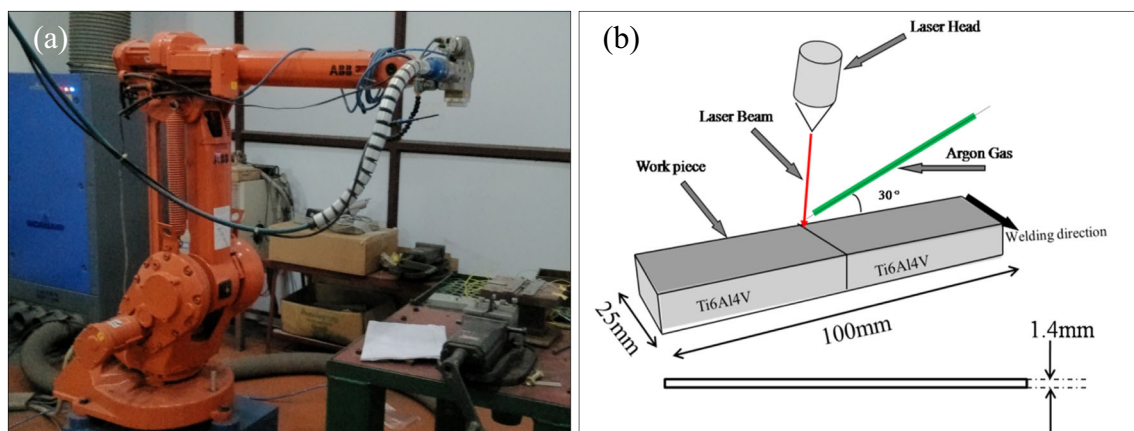 (a)
ABB
(b)
Laser Head
Laser Beam
Argon Gas
Work piece
30 °
Welding direction
Ti6Al4V
Ti6Al4V
25mm
100mm
1.4mm